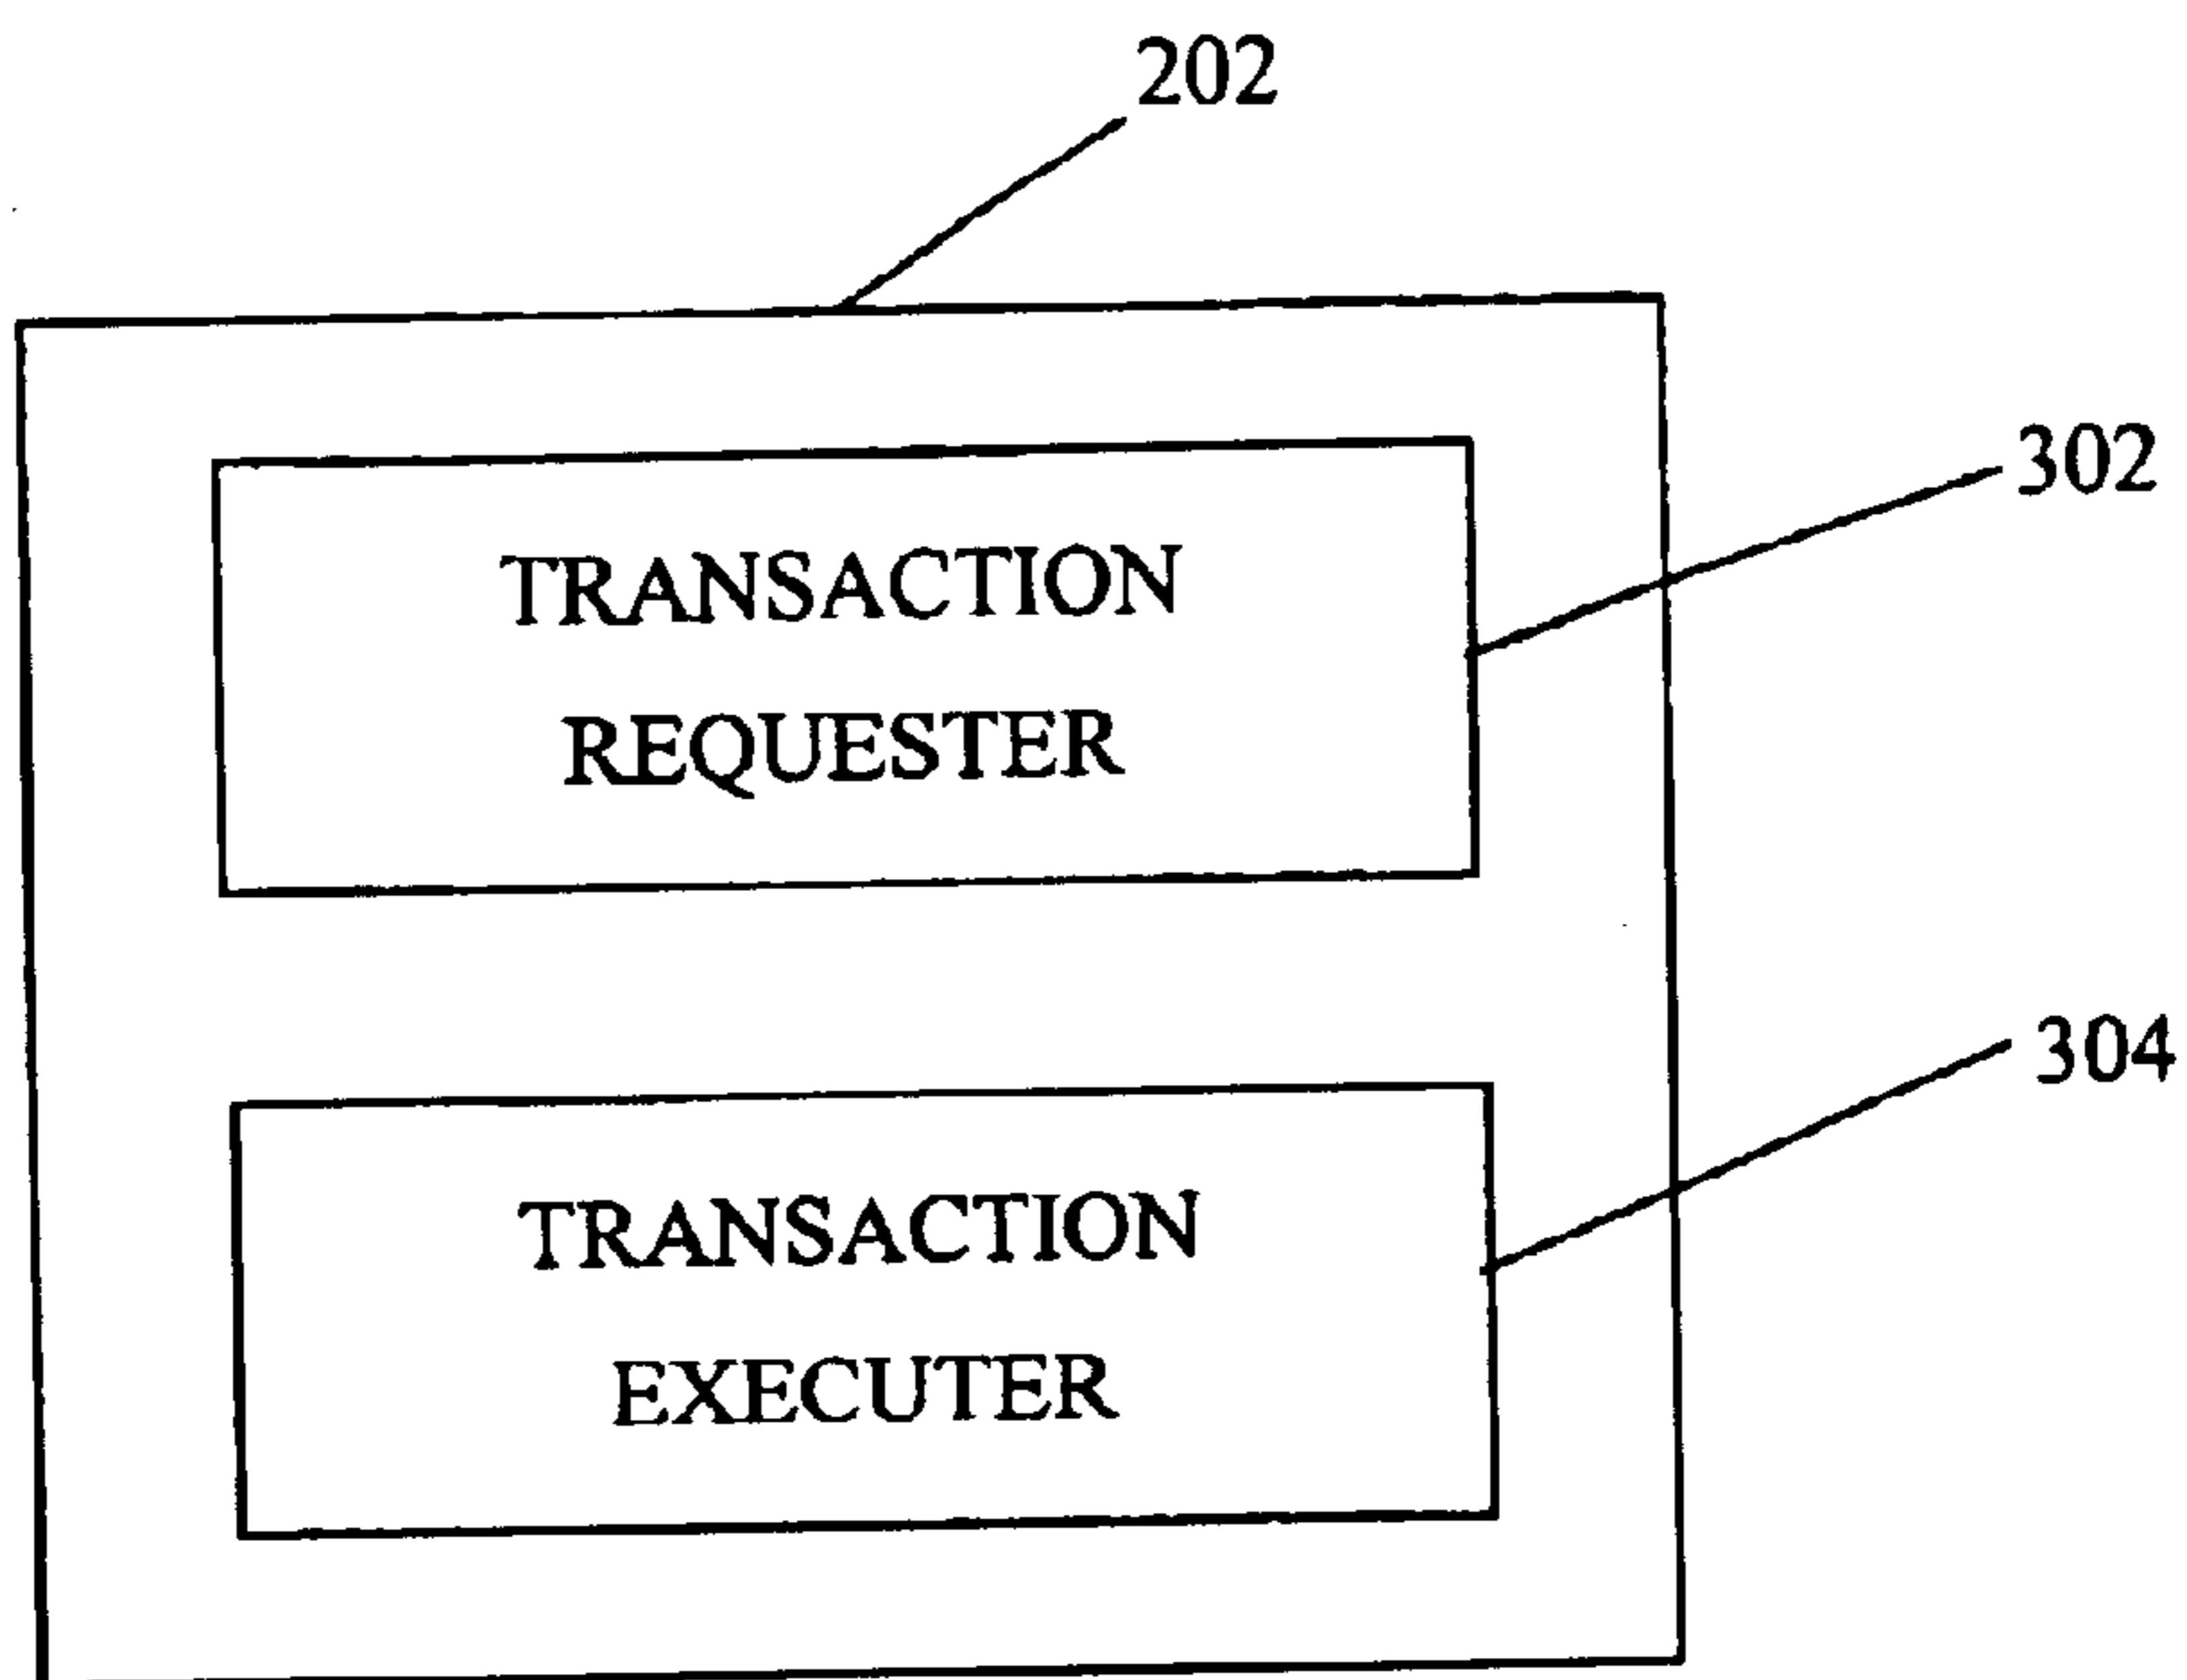 202
302
TRANSACTION
REQUESTER
304
TRANSACTION
EXECUTER